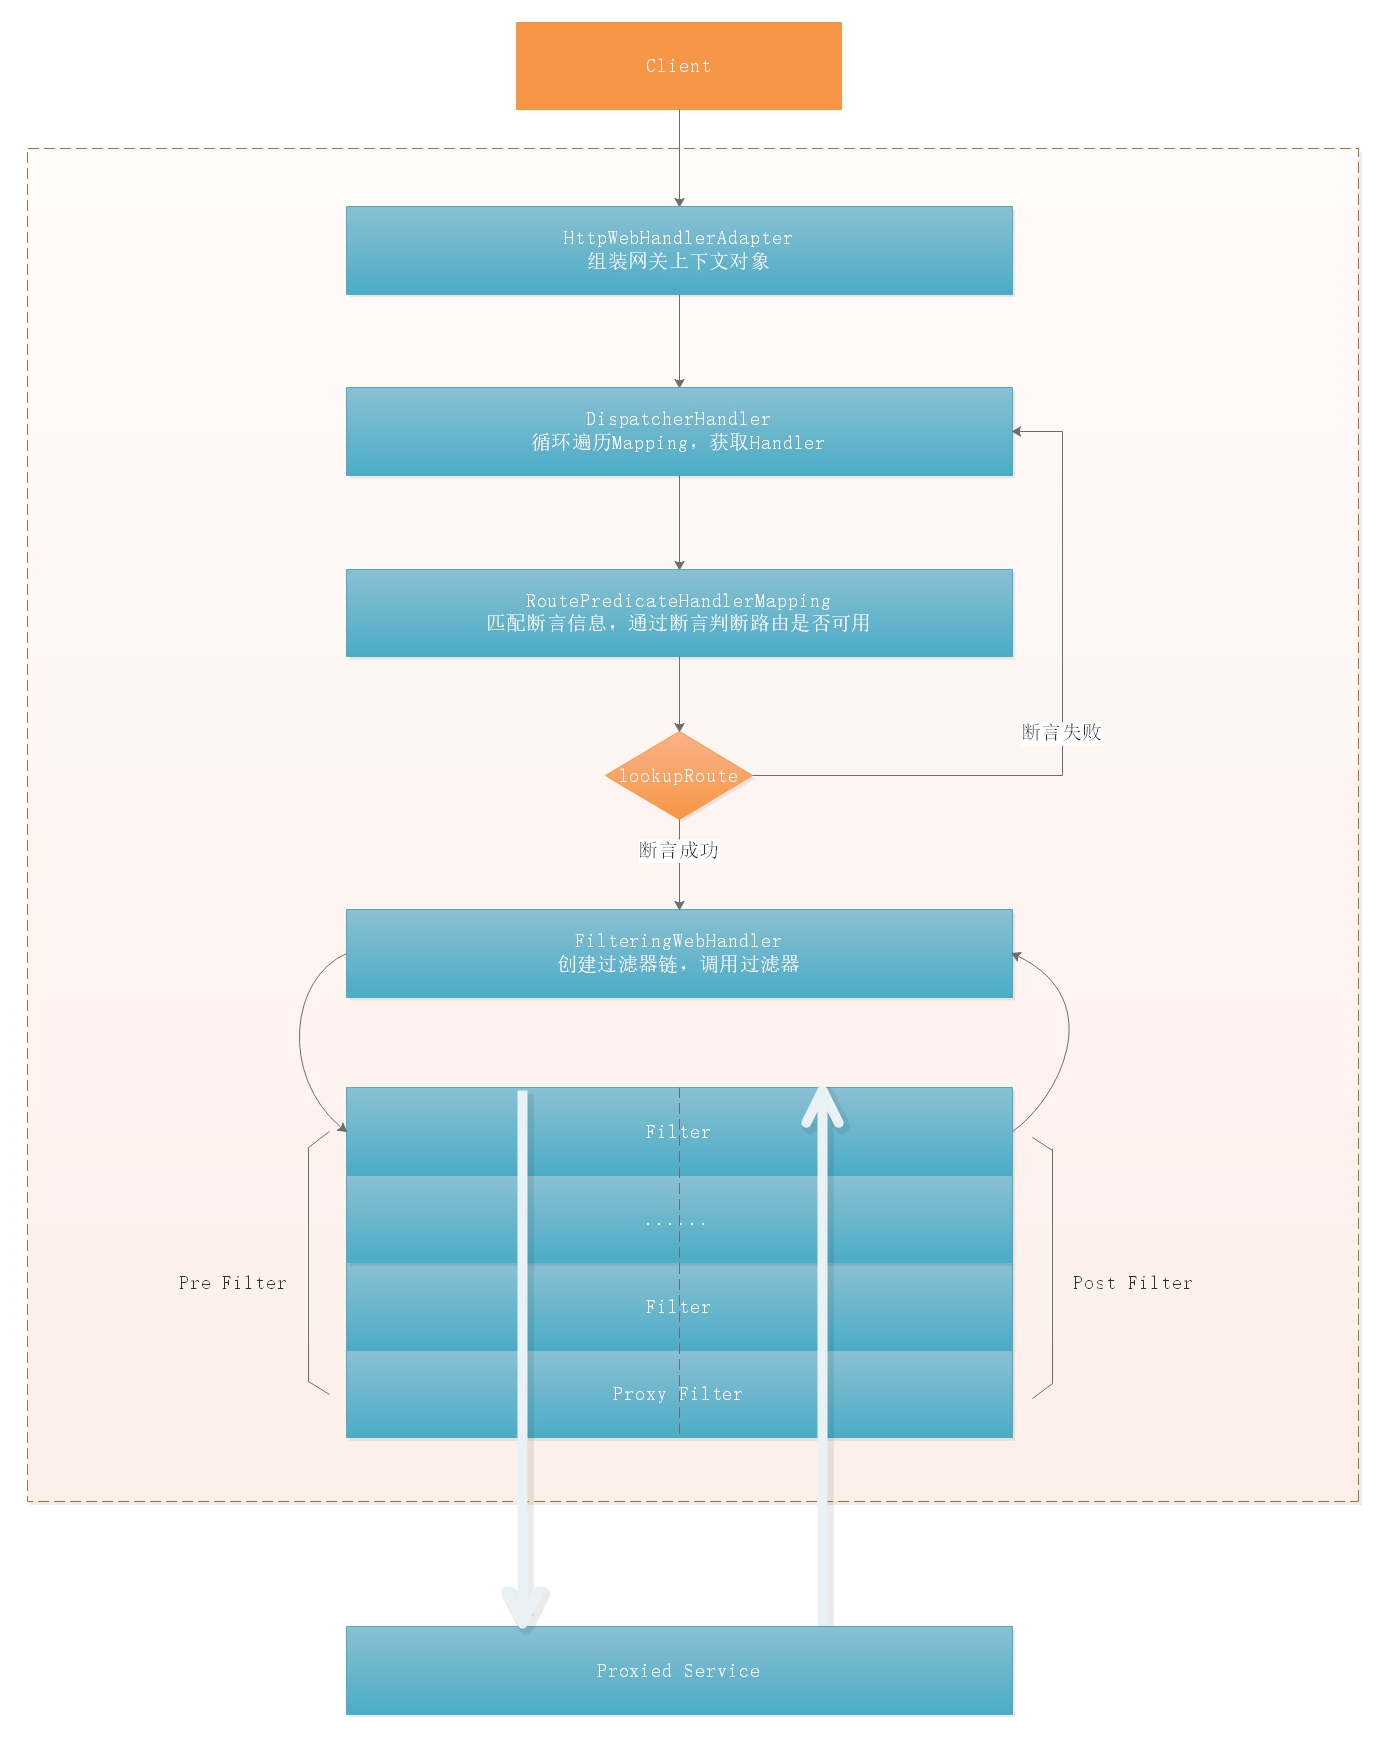 Client
HttpWebHandlerAdapter
组装网关上下文对象
DispatcherHandler
循环遍历Mapping，获取Handler
RoutePredicateHandlerMapping
匹配断言信息，通过断言判断路由是否可用
断言失败
lookupRoute
断言成功
FilteringWebHandler
创建过滤器链，调用过滤器
Filter
......
Pre Filter
Post Filter
Filter
Proxy Filter
Proxied Service